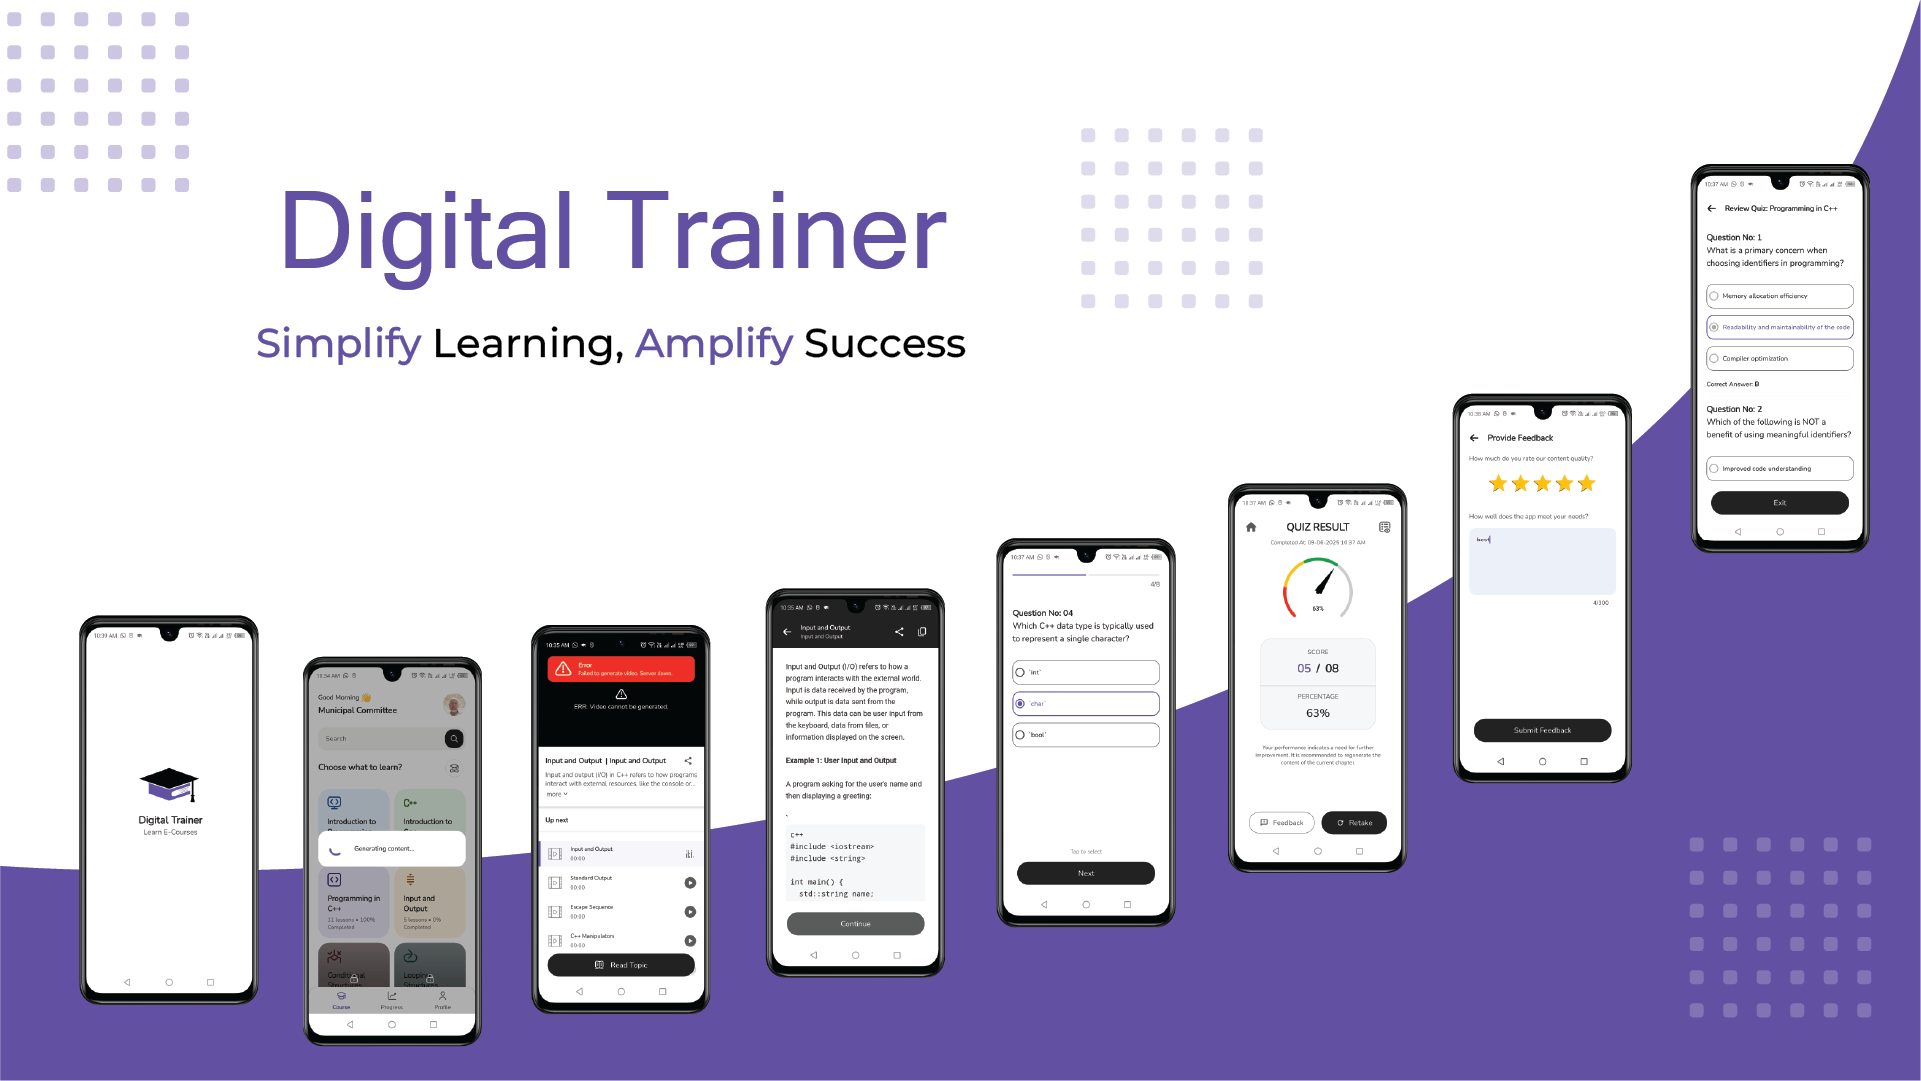 Digital Trainer
Simplify Learning, Amplify Success
10:39 AM
Digital Trainer
Learn E-Courses
10:34 AM
Good Morning 👋
Municipal Committee
Search
Choose what to learn?
Introduction to
C++
Introduction to
Generating content...
Programming in
C++
11 lessons • 100%
Completed
Input and
Output
5 lessons • 0%
Completed
Conditional
Structures
Looping
Structures
Course
Progress
Profile
10:35 AM
Error
Failed to generate video. Server down.
ERR: Video cannot be generated.
Input and Output | Input and Output
Input and output (I/O) in C++ refers to how programs
interact with external resources, like the console or...
more
Up next
Input and Output
00:00
Standard Output
00:00
Escape Sequence
00:00
C++ Manipulators
00:00
Read Topic
10:35 AM
Input and Output
Input and Output
Input and Output (I/O) refers to how a
program interacts with the external world.
Input is data received by the program,
while output is data sent from the
program. This data can be user input from
the keyboard, data from files, or
information displayed on the screen.
Example 1: User Input and Output
A program asking for the user's name and
then displaying a greeting:
`
c++
#include <iostream>
#include <string>
int main() {
std::string name;
Continue
10:37 AM
4/8
Question No: 04
Which C++ data type is typically used
to represent a single character?
`int`
`char`
`bool`
Tap to select
Next
10:37 AM
QUIZ RESULT
Completed At: 09-06-2025 10:37 AM
63%
SCORE
05 / 08
PERCENTAGE
63%
Your performance indicates a need for further
improvement. It is recommended to regenerate the
content of the current chapter.
Feedback
Retake
10:38 AM
Provide Feedback
How much do you rate our content quality?
How well does the app meet your needs?
best
4/300
Submit Feedback
10:37 AM
Review Quiz: Programming in C++
Question No: 1
What is a primary concern when
choosing identifiers in programming?
Memory allocation efficiency
Readability and maintainability of the code
Compiler optimization
Correct Answer: B
Question No: 2
Which of the following is NOT a
benefit of using meaningful identifiers?
Improved code understanding
Exit